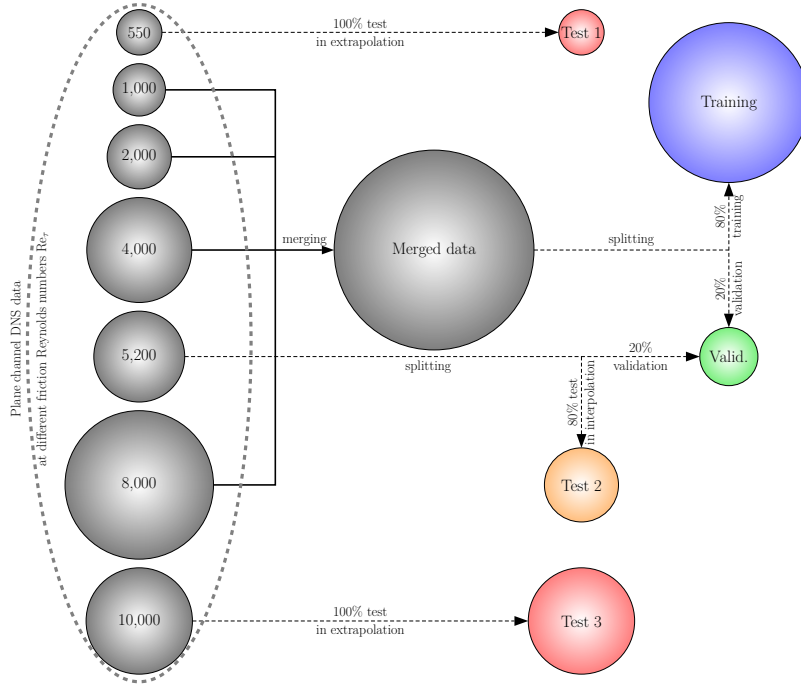 Plane channel DNS data
at different friction Reynolds numbers Reτ
550
100% test
in extrapolation
Test 1
1,000
2,000
4,000
merging
Merged data
splitting
Training
80%
training
20%
validation
5,200
splitting
20%
validation
Valid.
80% test
in interpolation
8,000
Test 2
10,000
100% test
in extrapolation
Test 3